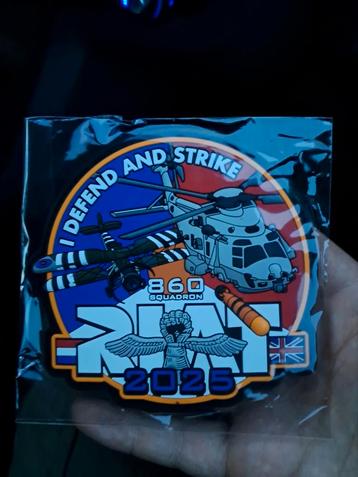 I DEFEND AND STRIKE
860
SQUADRON
RIAT
2025